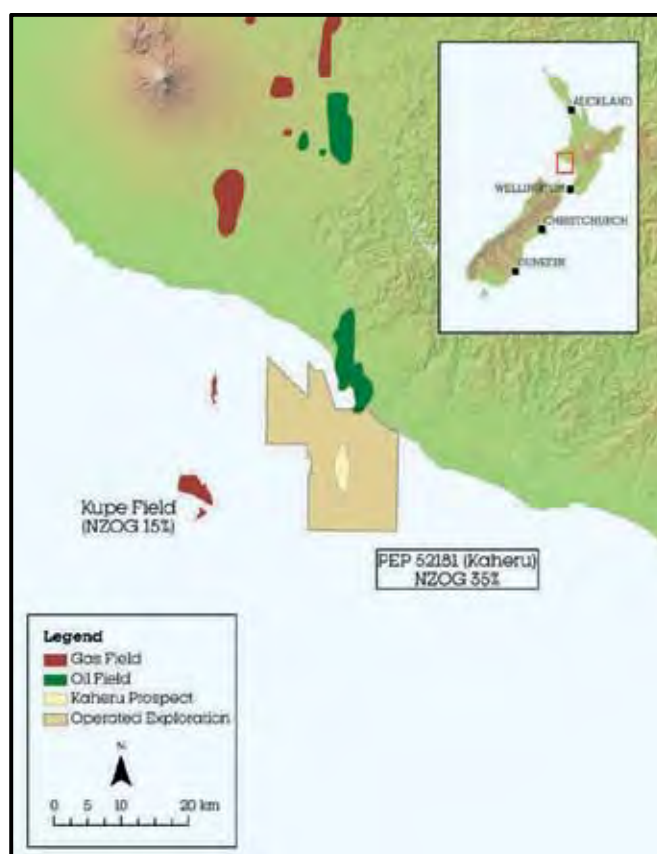 AUCKLAND
WELLINGTON
CHRISTCHURCH
DUNEDIN
Kupe Field
(NZOG 15%)
PEP 52181 (Kaheru)
NZOG 35%
Legend
Gas Field
Oil Field
Kaheru Prospect
Operated Exploration
N
0 5 10 20 km